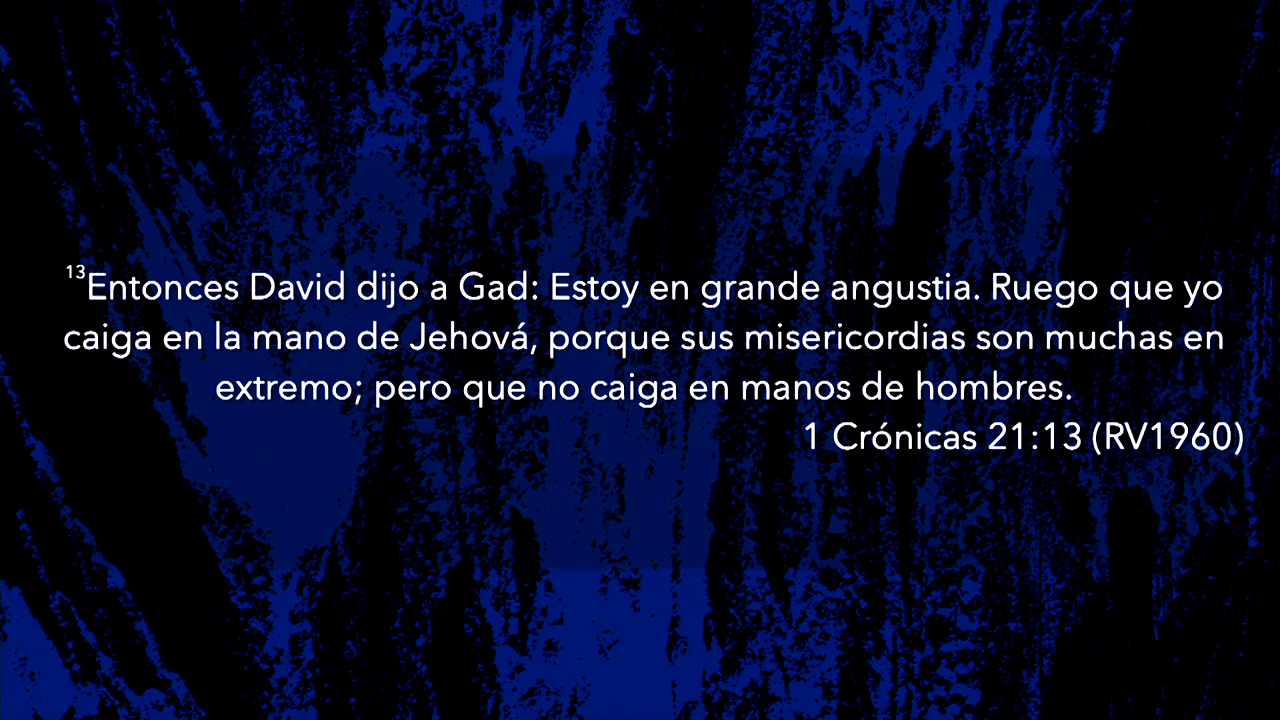 ¹³Entonces David dijo a Gad: Estoy en grande angustia. Ruego que yo
caiga en la mano de Jehová, porque sus misericordias son muchas en
extremo; pero que no caiga en manos de hombres.
1 Crónicas 21:13 (RV1960)